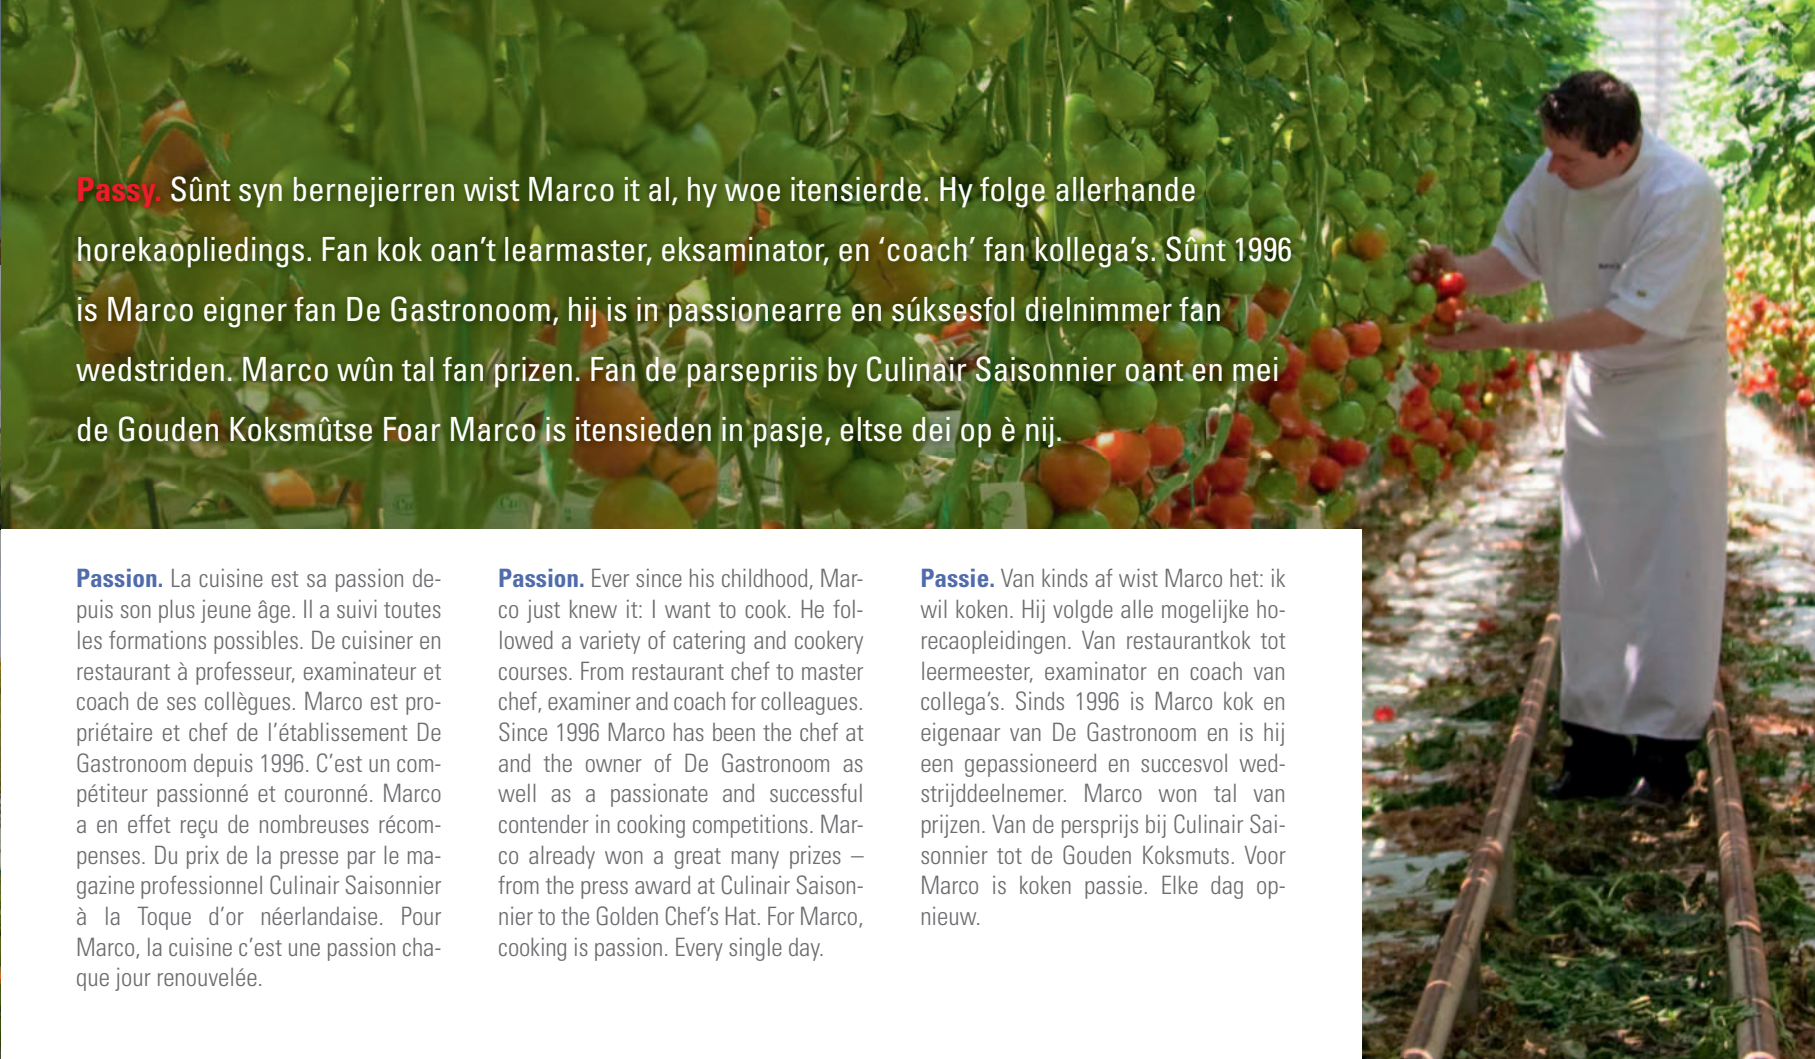 Passy. Sûnt syn bernejierren wist Marco it al, hy woe itensierde. Hy folge allerhande
horekaopliedings. Fan kok oan’t learmaster, eksaminator, en ‘coach’ fan kollega’s. Sûnt 1996
is Marco eigner fan De Gastronoom, hij is in passionearre en súksesfol dielnimmer fan
wedstriden. Marco wûn tal fan prizen. Fan de parsepriis by Culinair Saisonnier oant en mei
de Gouden Koksmûtse Foar Marco is itensieden in pasje, eltse dei op è nij.
Passion. La cuisine est sa passion de-
puis son plus jeune âge. Il a suivi toutes
les formations possibles. De cuisiner en
restaurant à professeur, examinateur et
coach de ses collègues. Marco est pro-
priétaire et chef de l’établissement De
Gastronoom depuis 1996. C’est un com-
pétiteur passionné et couronné. Marco
a en effet reçu de nombreuses récom-
penses. Du prix de la presse par le ma-
gazine professionnel Culinair Saisonnier
à la Toque d’or néerlandaise. Pour
Marco, la cuisine c’est une passion cha-
que jour renouvelée.
Passion. Ever since his childhood, Mar-
co just knew it: I want to cook. He fol-
lowed a variety of catering and cookery
courses. From restaurant chef to master
chef, examiner and coach for colleagues.
Since 1996 Marco has been the chef at
and the owner of De Gastronoom as
well as a passionate and successful
contender in cooking competitions. Mar-
co already won a great many prizes –
from the press award at Culinair Saison-
nier to the Golden Chef’s Hat. For Marco,
cooking is passion. Every single day.
Passie. Van kinds af wist Marco het: ik
wil koken. Hij volgde alle mogelijke ho-
recaopleidingen. Van restaurantkok tot
leermeester, examinator en coach van
collega’s. Sinds 1996 is Marco kok en
eigenaar van De Gastronoom en is hij
een gepassioneerd en succesvol wed-
strijddeelnemer. Marco won tal van
prijzen. Van de persprijs bij Culinair Sai-
sonnier tot de Gouden Koksmuts. Voor
Marco is koken passie. Elke dag op-
nieuw.